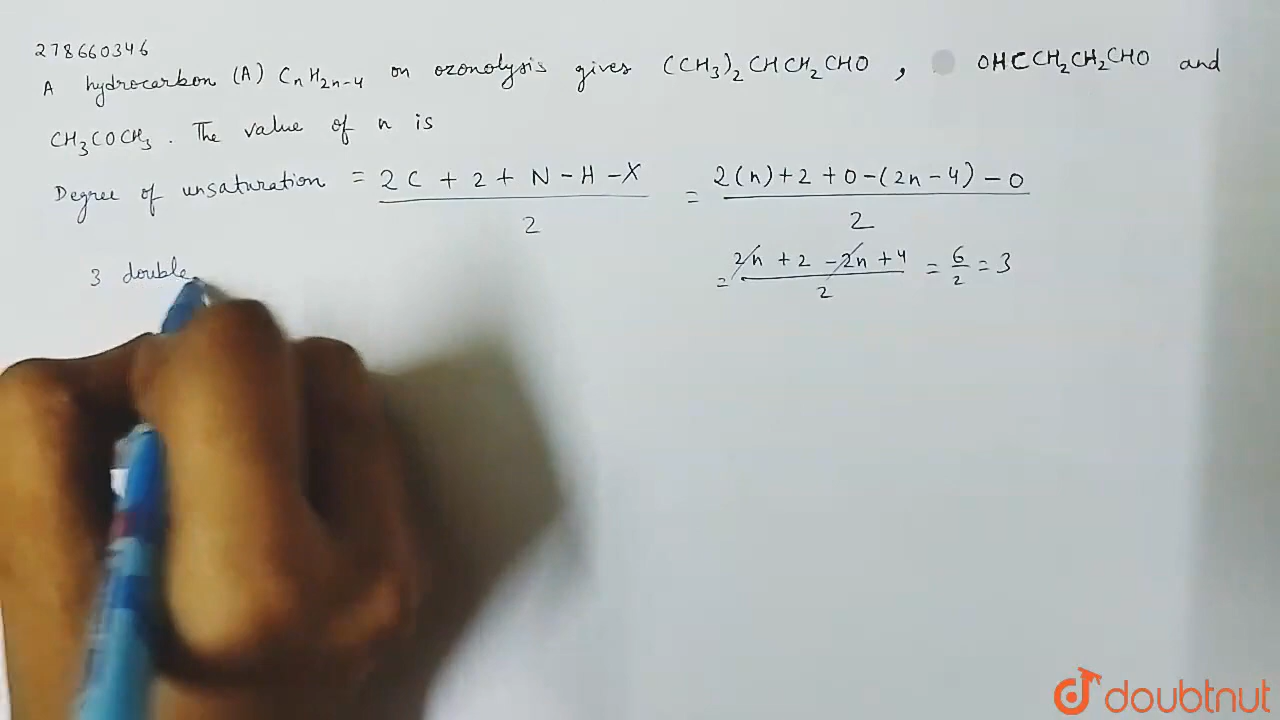 278660346
A hydrocarbon (A) CnH2n-4 on ozonolysis gives (CH3)2CHCH2CHO , OHCCH2CH2CHO and
CH3COCH3. The value of n is
Degree of unsaturation = 2C + 2 + N - H - X / 2 = 2(n) + 2 + 0 - (2n - 4) - 0 / 2
= 2n + 2 - 2n + 4 / 2 = 6/2 = 3
3 double
doubtnut